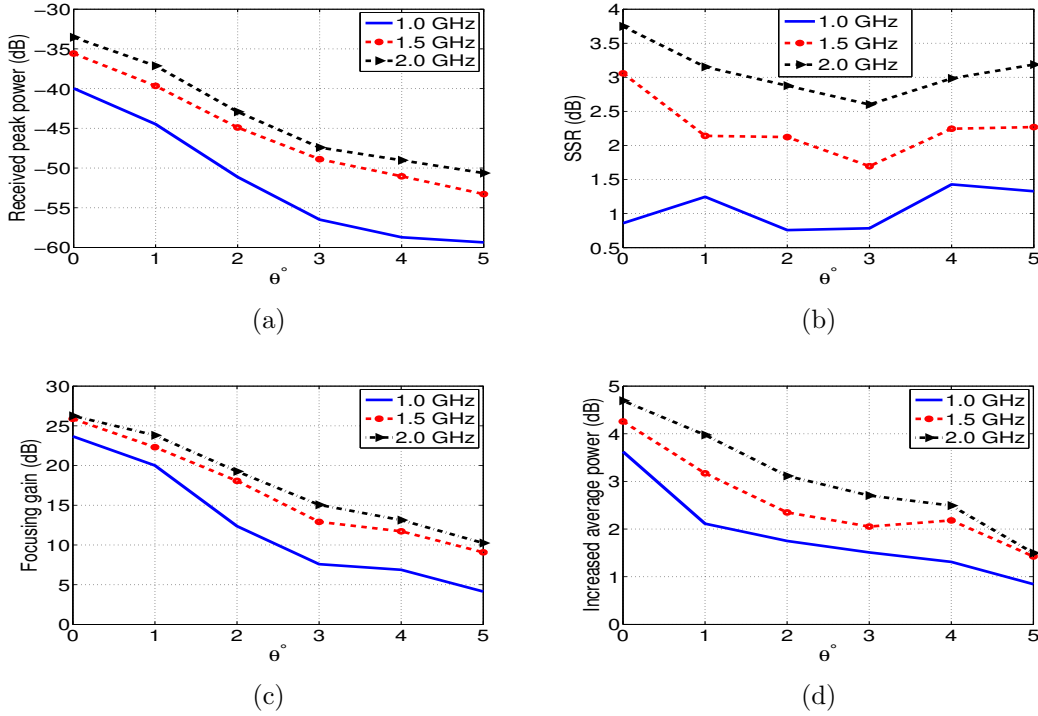 −30
−35
−40
−45
−50
−55
−60
0 1 2 3 4 5
Received peak power (dB)
θ°
1.0 GHz
1.5 GHz
2.0 GHz
(a)
4
3.5
3
2.5
2
1.5
1
0.5
0 1 2 3 4 5
SSR (dB)
θ°
1.0 GHz
1.5 GHz
2.0 GHz
(b)
30
25
20
15
10
5
0
0 1 2 3 4 5
Focusing gain (dB)
θ°
1.0 GHz
1.5 GHz
2.0 GHz
(c)
5
4
3
2
1
0
0 1 2 3 4 5
Increased average power (dB)
θ°
1.0 GHz
1.5 GHz
2.0 GHz
(d)